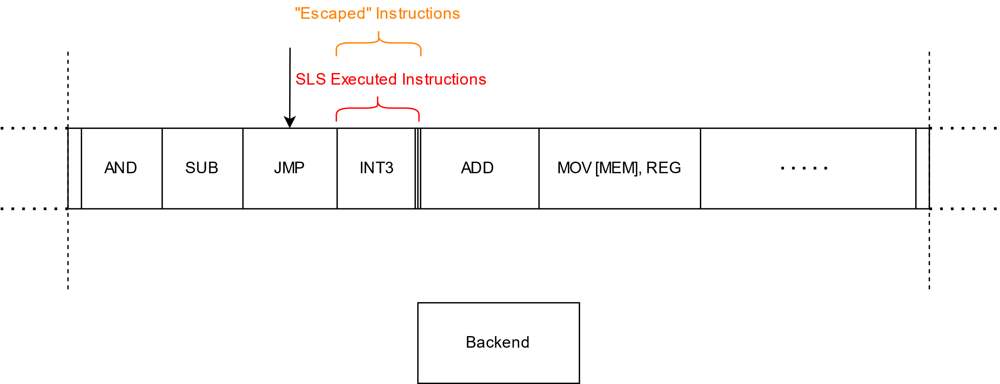 "Escaped" Instructions
SLS Executed Instructions
AND
SUB
JMP
INT3
ADD
MOV[MEM], REG
.....
Backend